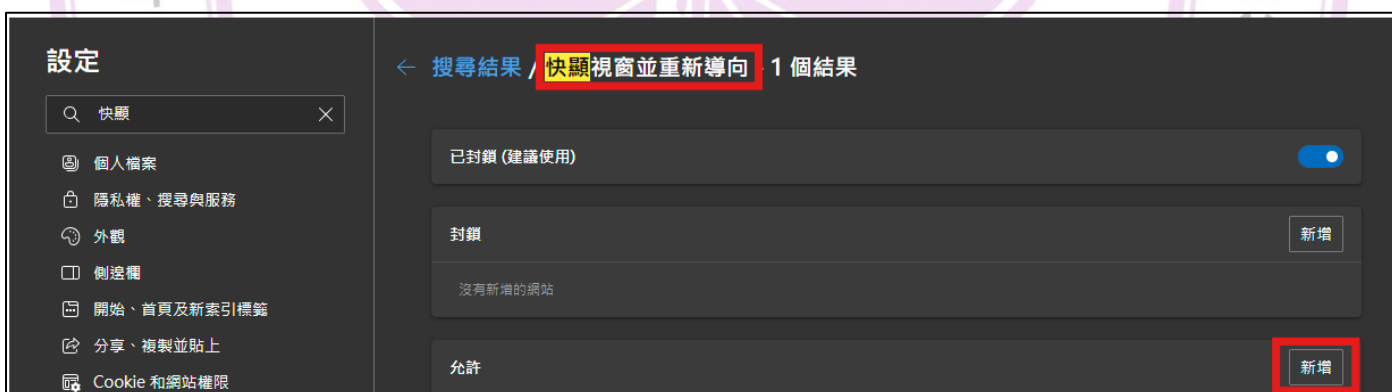 設定
快顯
個人檔案
隱私權、搜尋與服務
外觀
側邊欄
開始、首頁及新索引標籤
分享、複製並貼上
Cookie 和網站權限
搜尋結果 / 快顯視窗並重新導向 - 1 個結果
已封鎖 (建議使用)
封鎖 新增
沒有新增的網站
允許 新增